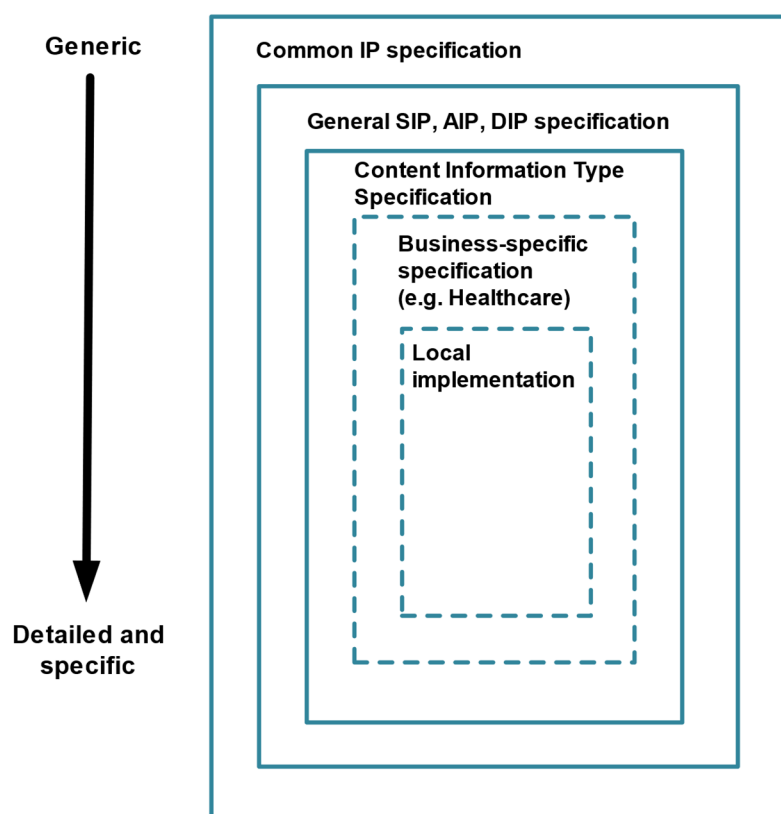 Generic
Common IP specification
General SIP, AIP, DIP specification
Content Information Type
Specification
Business-specific
specification
(e.g. Healthcare)
Local
implementation
Detailed and
specific